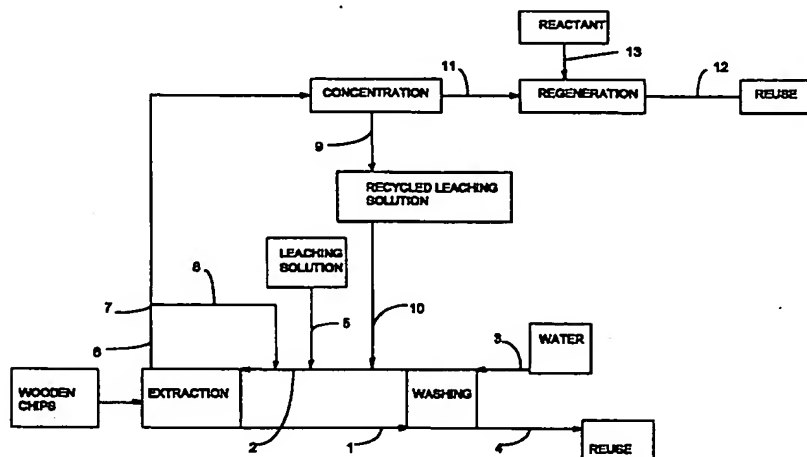 REACTANT
13
11
12
CONCENTRATION
REGENERATION
REUSE
9
RECYCLED LEACHING
SOLUTION
LEACHING
SOLUTION
8
7
5
10
6
3
WATER
WOODEN
CHIPS
EXTRACTION
WASHING
2
1
4
REUSE